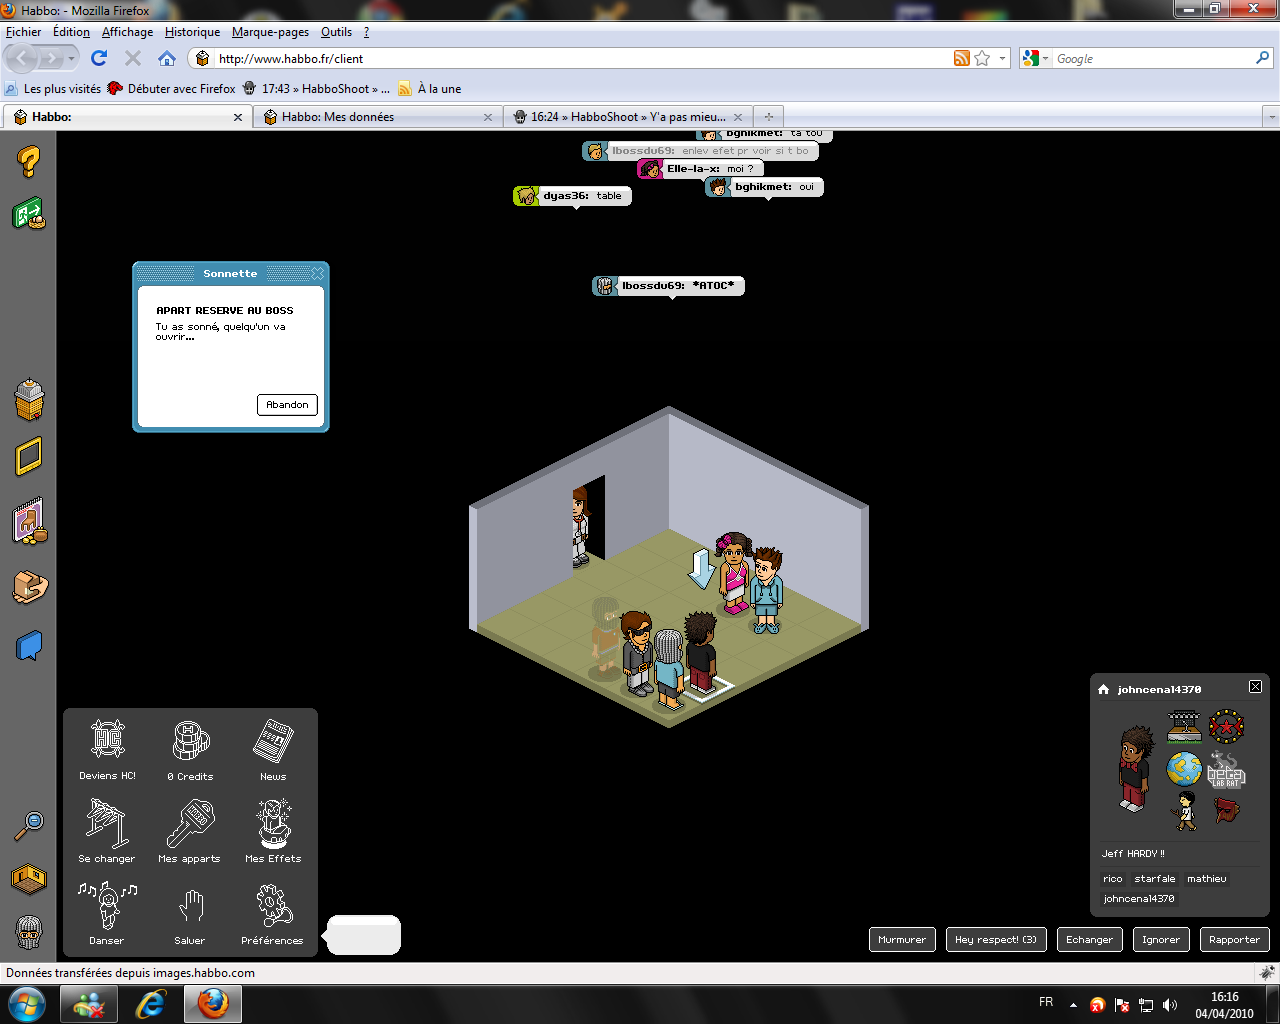 Habbo: - Mozilla Firefox
Fichier Édition Affichage Historique Marque-pages Outils ?
http://www.habbo.fr/client
Google
Les plus visités Débuter avec Firefox 17:43 » HabboShoot » ... À la une
Habbo: Habbo: Mes données 16:24 » HabboShoot » Y'a pas mieu...
bghikmet: ta tou
lbossdu69: enlev efet pr voir si t bo
Elle-la-x: moi ?
bghikmet: oui
dyas36: table
lbossdu69: *ATOC*
Sonnette
APART RESERVE AU BOSS
Tu as sonné, quelqu'un va
ouvrir...
Abandon
HC
Deviens HC! 0 Credits News
Se changer Mes apparts Mes Effets
Danser Saluer Préférences
johncena14370
beta
LAB RAT
Jeff HARDY !!
rico starfale mathieu
johncena14370
Murmurer Hey respect! (3) Echanger Ignorer Rapporter
Données transférées depuis images.habbo.com
FR 16:16
04/04/2010